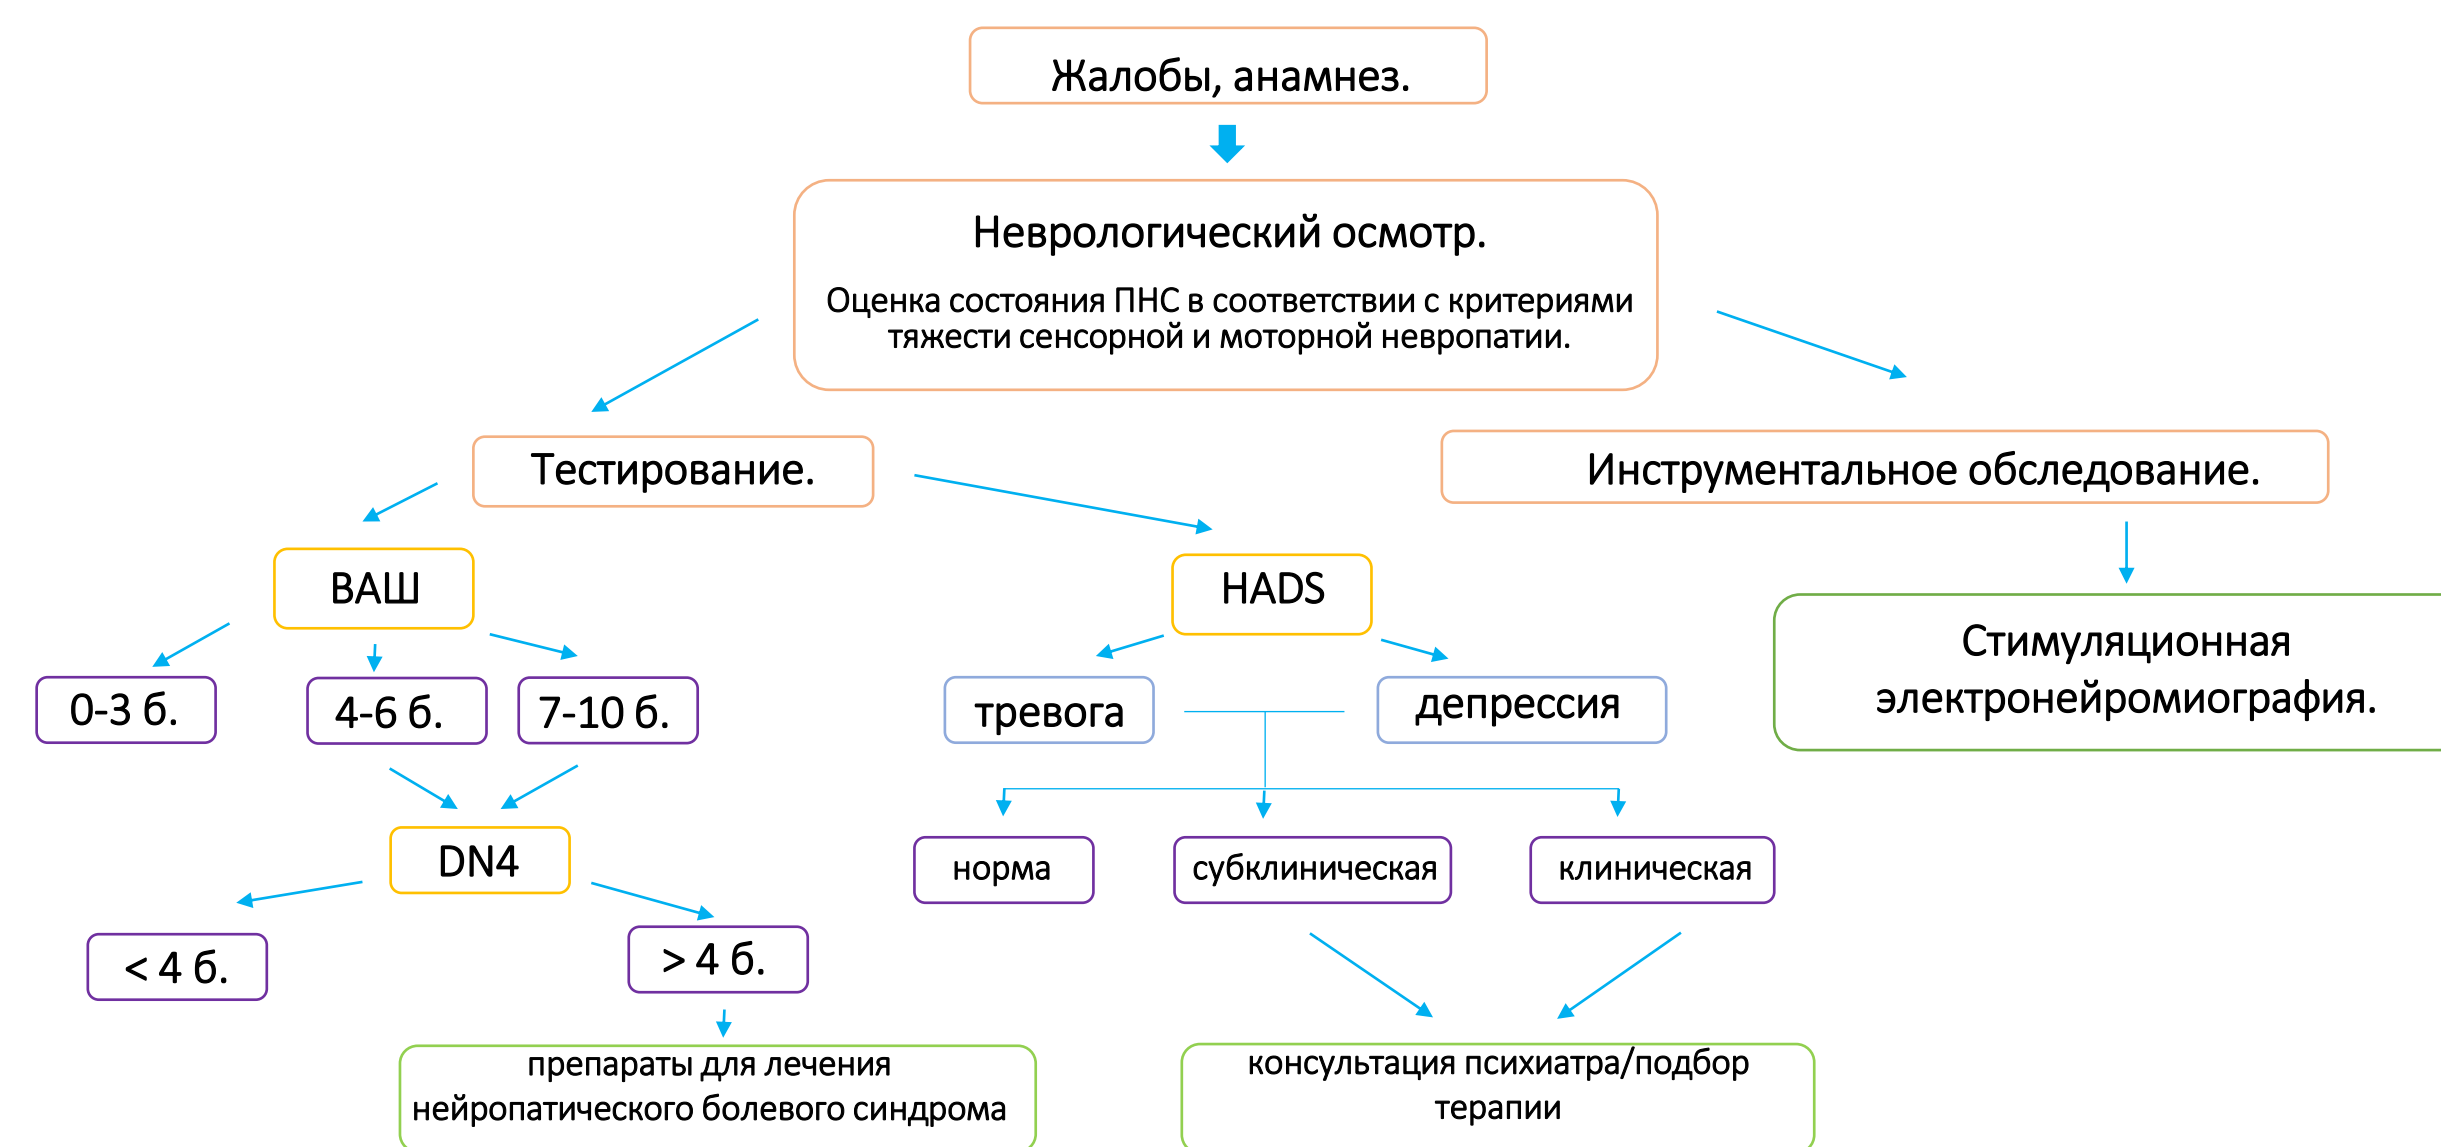 Жалобы, анамнез.
Неврологический осмотр.
Оценка состояния ПНС в соответствии с критериями
тяжести сенсорной и моторной невропатии.
Тестирование.
Инструментальное обследование.
ВАШ
HADS
Стимуляционная
электронейромиография.
0-3 б.
4-6 б.
7-10 б.
тревога
депрессия
DN4
норма
субклиническая
клиническая
< 4 б.
> 4 б.
препараты для лечения
нейропатического болевого синдрома
консультация психиатра/подбор
терапии